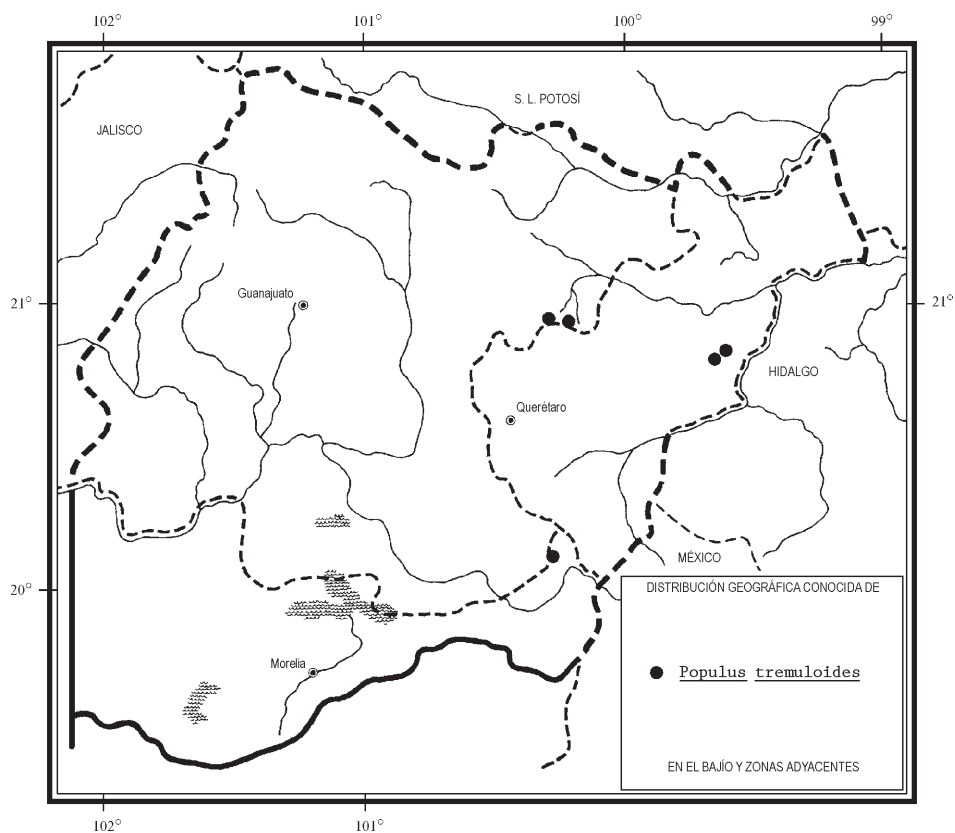 102° 101° 100° 99°
S. L. POTOSÍ
JALISCO
Guanajuato
21° 21°
HIDALGO
Querétaro
MÉXICO
20°
DISTRIBUCIÓN GEOGRÁFICA CONOCIDA DE
Morelia
Populus tremuloides
EN EL BAJÍO Y ZONAS ADYACENTES
102° 101°